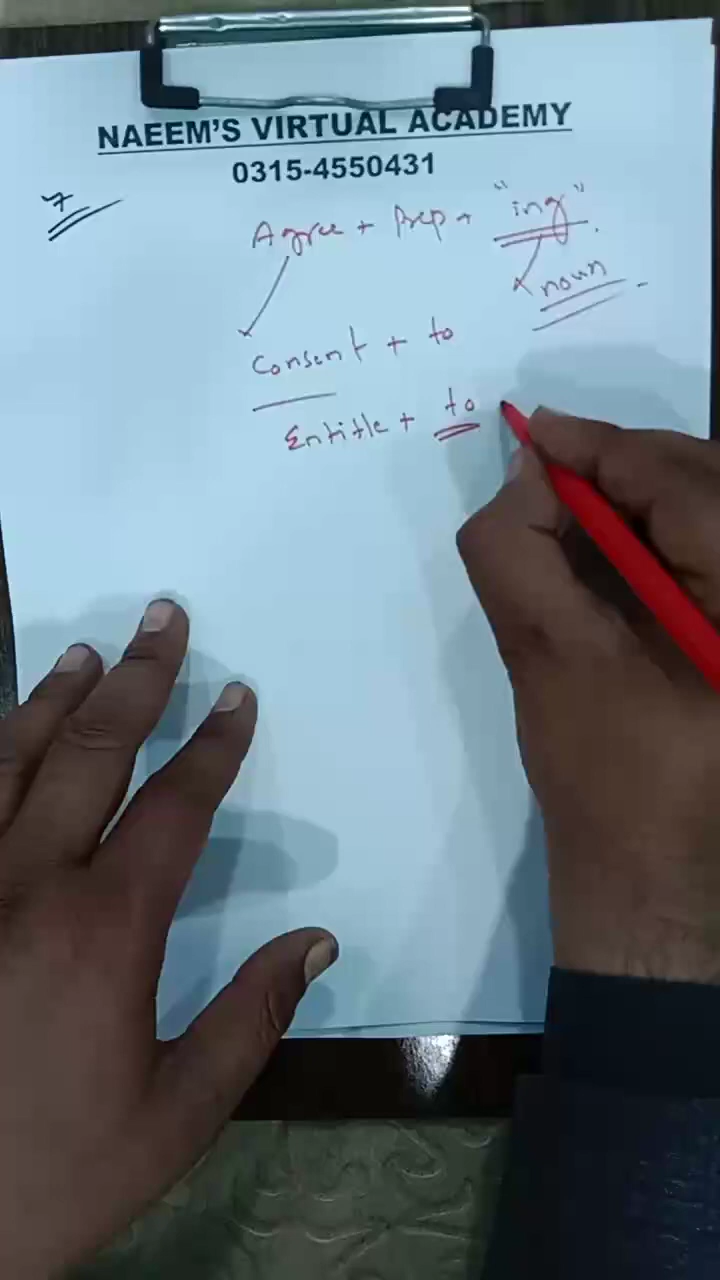 NAEEM'S VIRTUAL ACADEMY
0315-4550431
7
Agree + Prep + "ing"
noun
Consent + to
Entitle + to